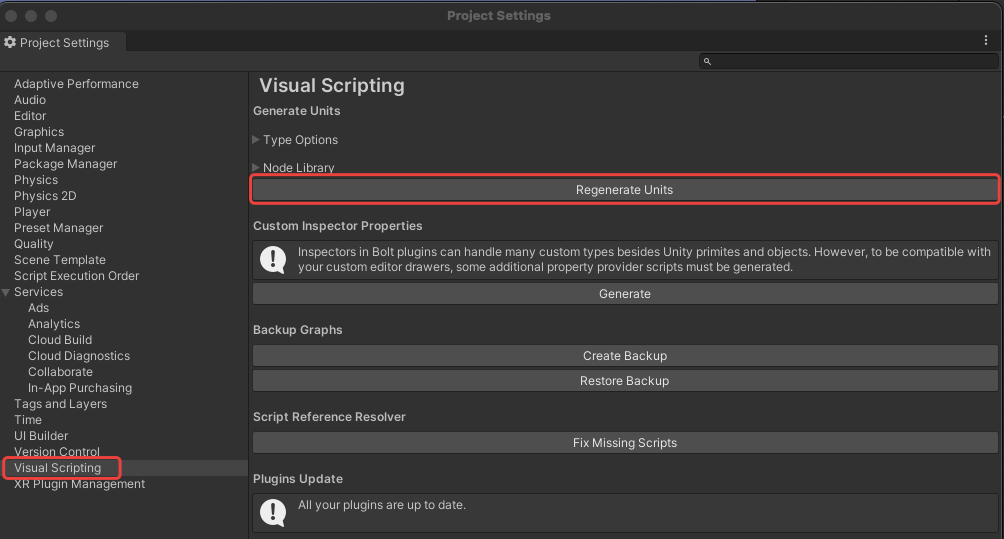 Project Settings
Project Settings
Adaptive Performance
Audio
Editor
Graphics
Input Manager
Package Manager
Physics
Physics 2D
Player
Preset Manager
Quality
Scene Template
Script Execution Order
Services
Ads
Analytics
Cloud Build
Cloud Diagnostics
Collaborate
In-App Purchasing
Tags and Layers
Time
UI Builder
Version Control
Visual Scripting
XR Plugin Management
Visual Scripting
Generate Units
Type Options
Node Library
Regenerate Units
Custom Inspector Properties
Inspectors in Bolt plugins can handle many custom types besides Unity primites and objects. However, to be compatible with
your custom editor drawers, some additional property provider scripts must be generated.
Generate
Backup Graphs
Create Backup
Restore Backup
Script Reference Resolver
Fix Missing Scripts
Plugins Update
All your plugins are up to date.